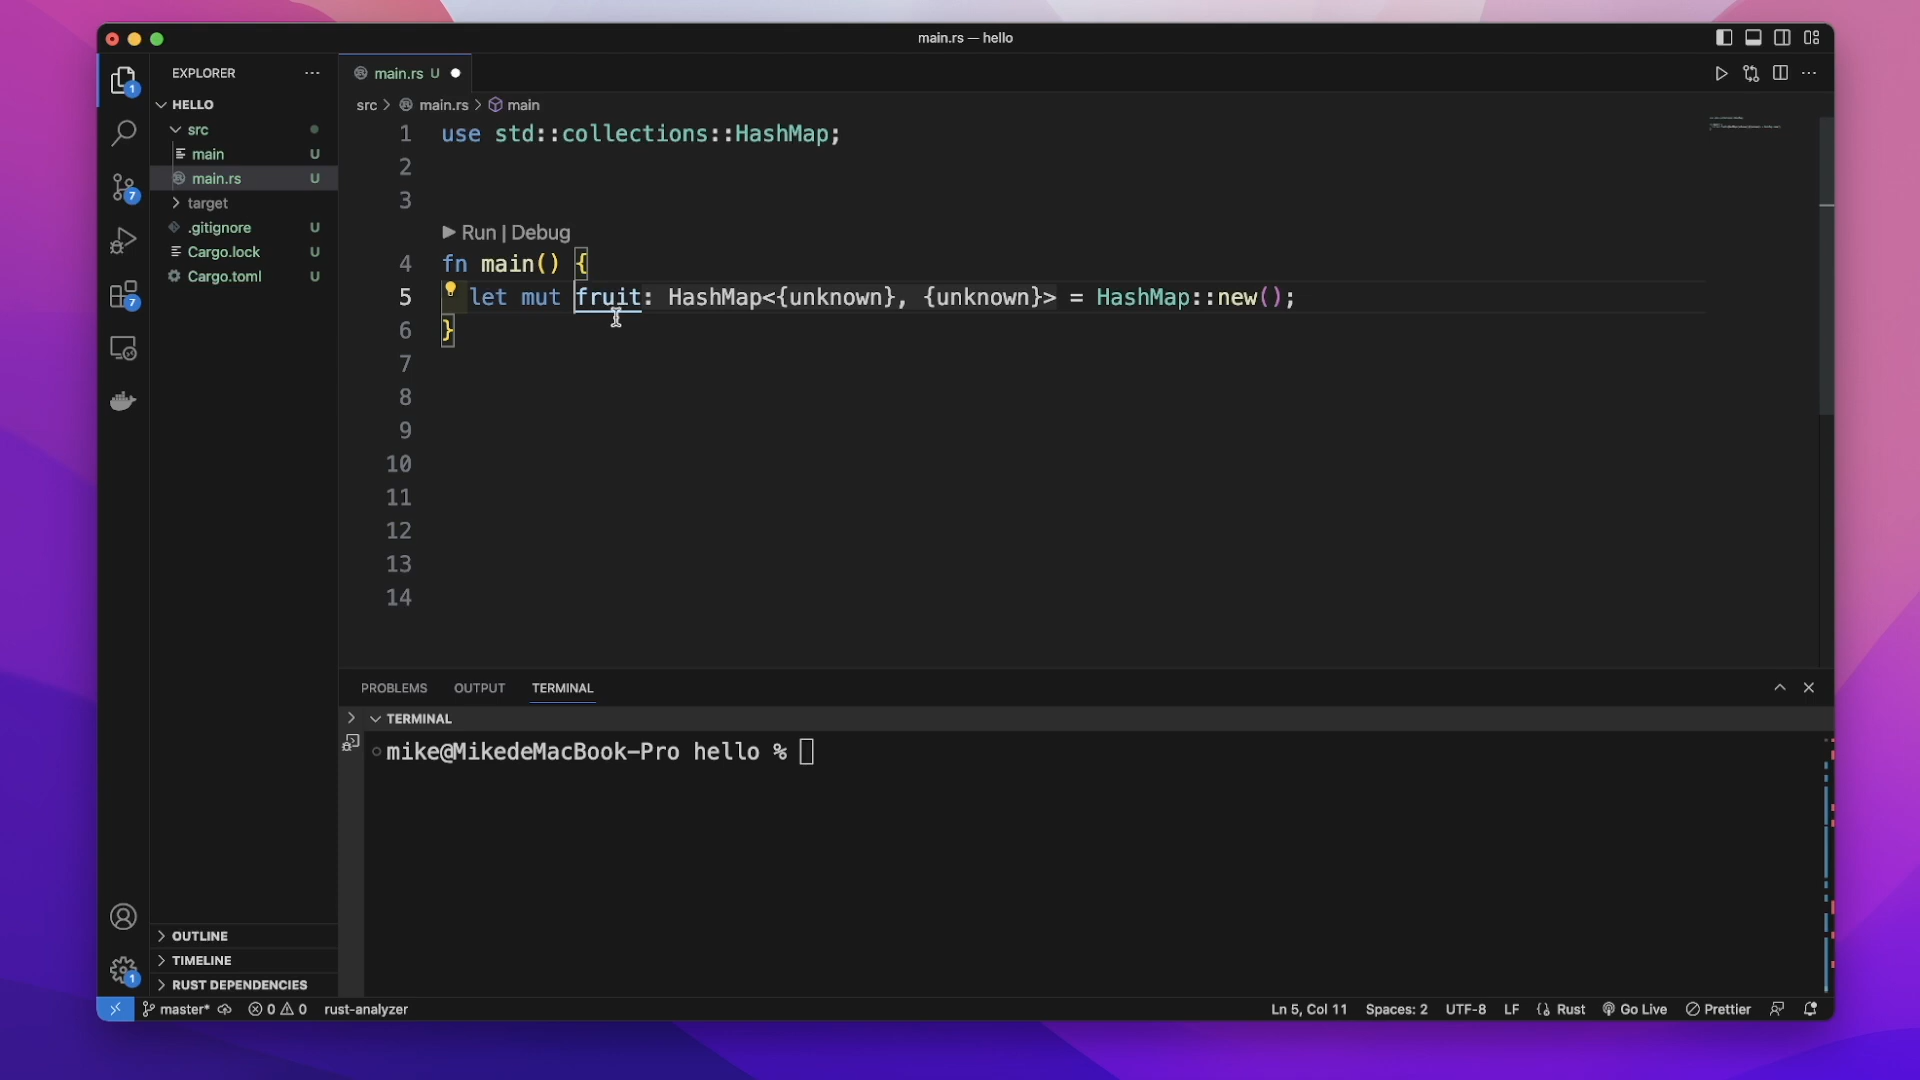 main.rs — hello
EXPLORER
HELLO
src
main U
main.rs U
target
.gitignore U
Cargo.lock U
Cargo.toml U
OUTLINE
TIMELINE
RUST DEPENDENCIES
1
7
7
1
main.rs U
src > main.rs > main
1 use std::collections::HashMap;
2
3
Run | Debug
4 fn main() {
5 let mut fruit: HashMap<{unknown}, {unknown}> = HashMap::new();
6 }
7
8
9
10
11
12
13
14
PROBLEMS OUTPUT TERMINAL
TERMINAL
mike@MikedeMacBook-Pro hello %
master* 0 0 rust-analyzer Ln 5, Col 11 Spaces: 2 UTF-8 LF {} Rust Go Live Prettier